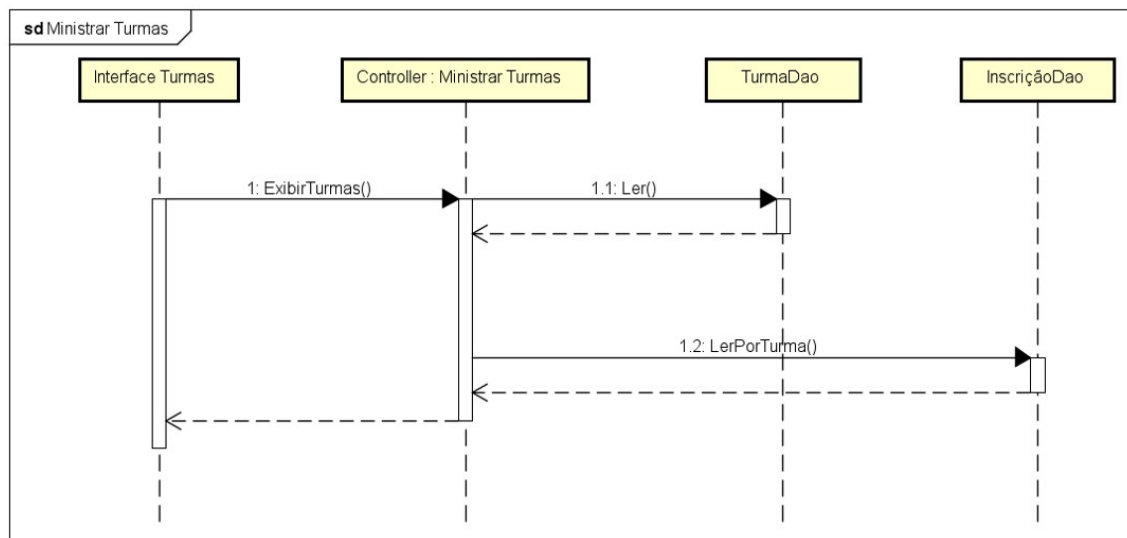 sd Ministrar Turmas
Interface Turmas
Controller : Ministrar Turmas
TurmaDao
InscriçãoDao
1: ExibirTurmas()
1.1: Ler()
1.2: LerPorTurma()